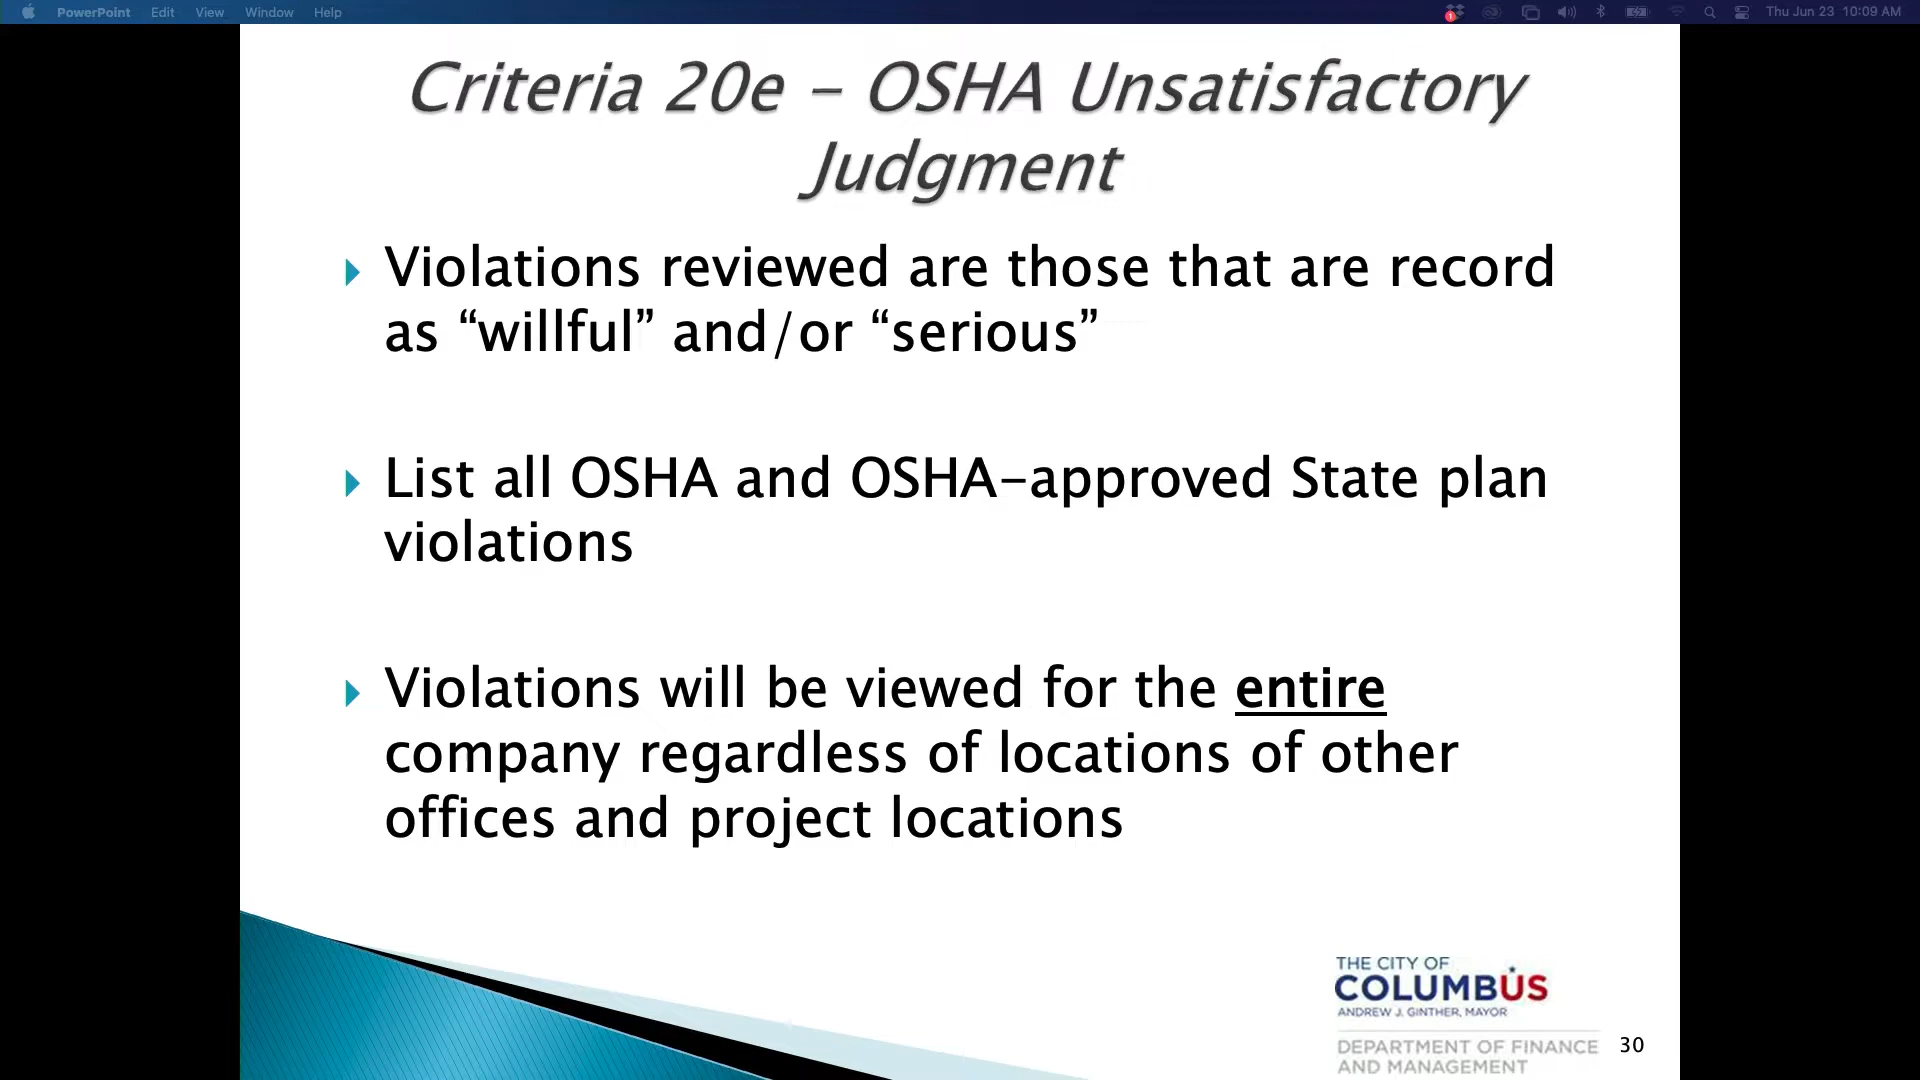 PowerPoint Edit View Window Help
1
Thu Jun 23 10:09 AM
Criteria 20e – OSHA Unsatisfactory
Judgment
Violations reviewed are those that are record
as “willful” and/or “serious”
List all OSHA and OSHA-approved State plan
violations
Violations will be viewed for the entire
company regardless of locations of other
offices and project locations
THE CITY OF
COLUMBUS
ANDREW J. GINTHER, MAYOR
DEPARTMENT OF FINANCE
AND MANAGEMENT
30